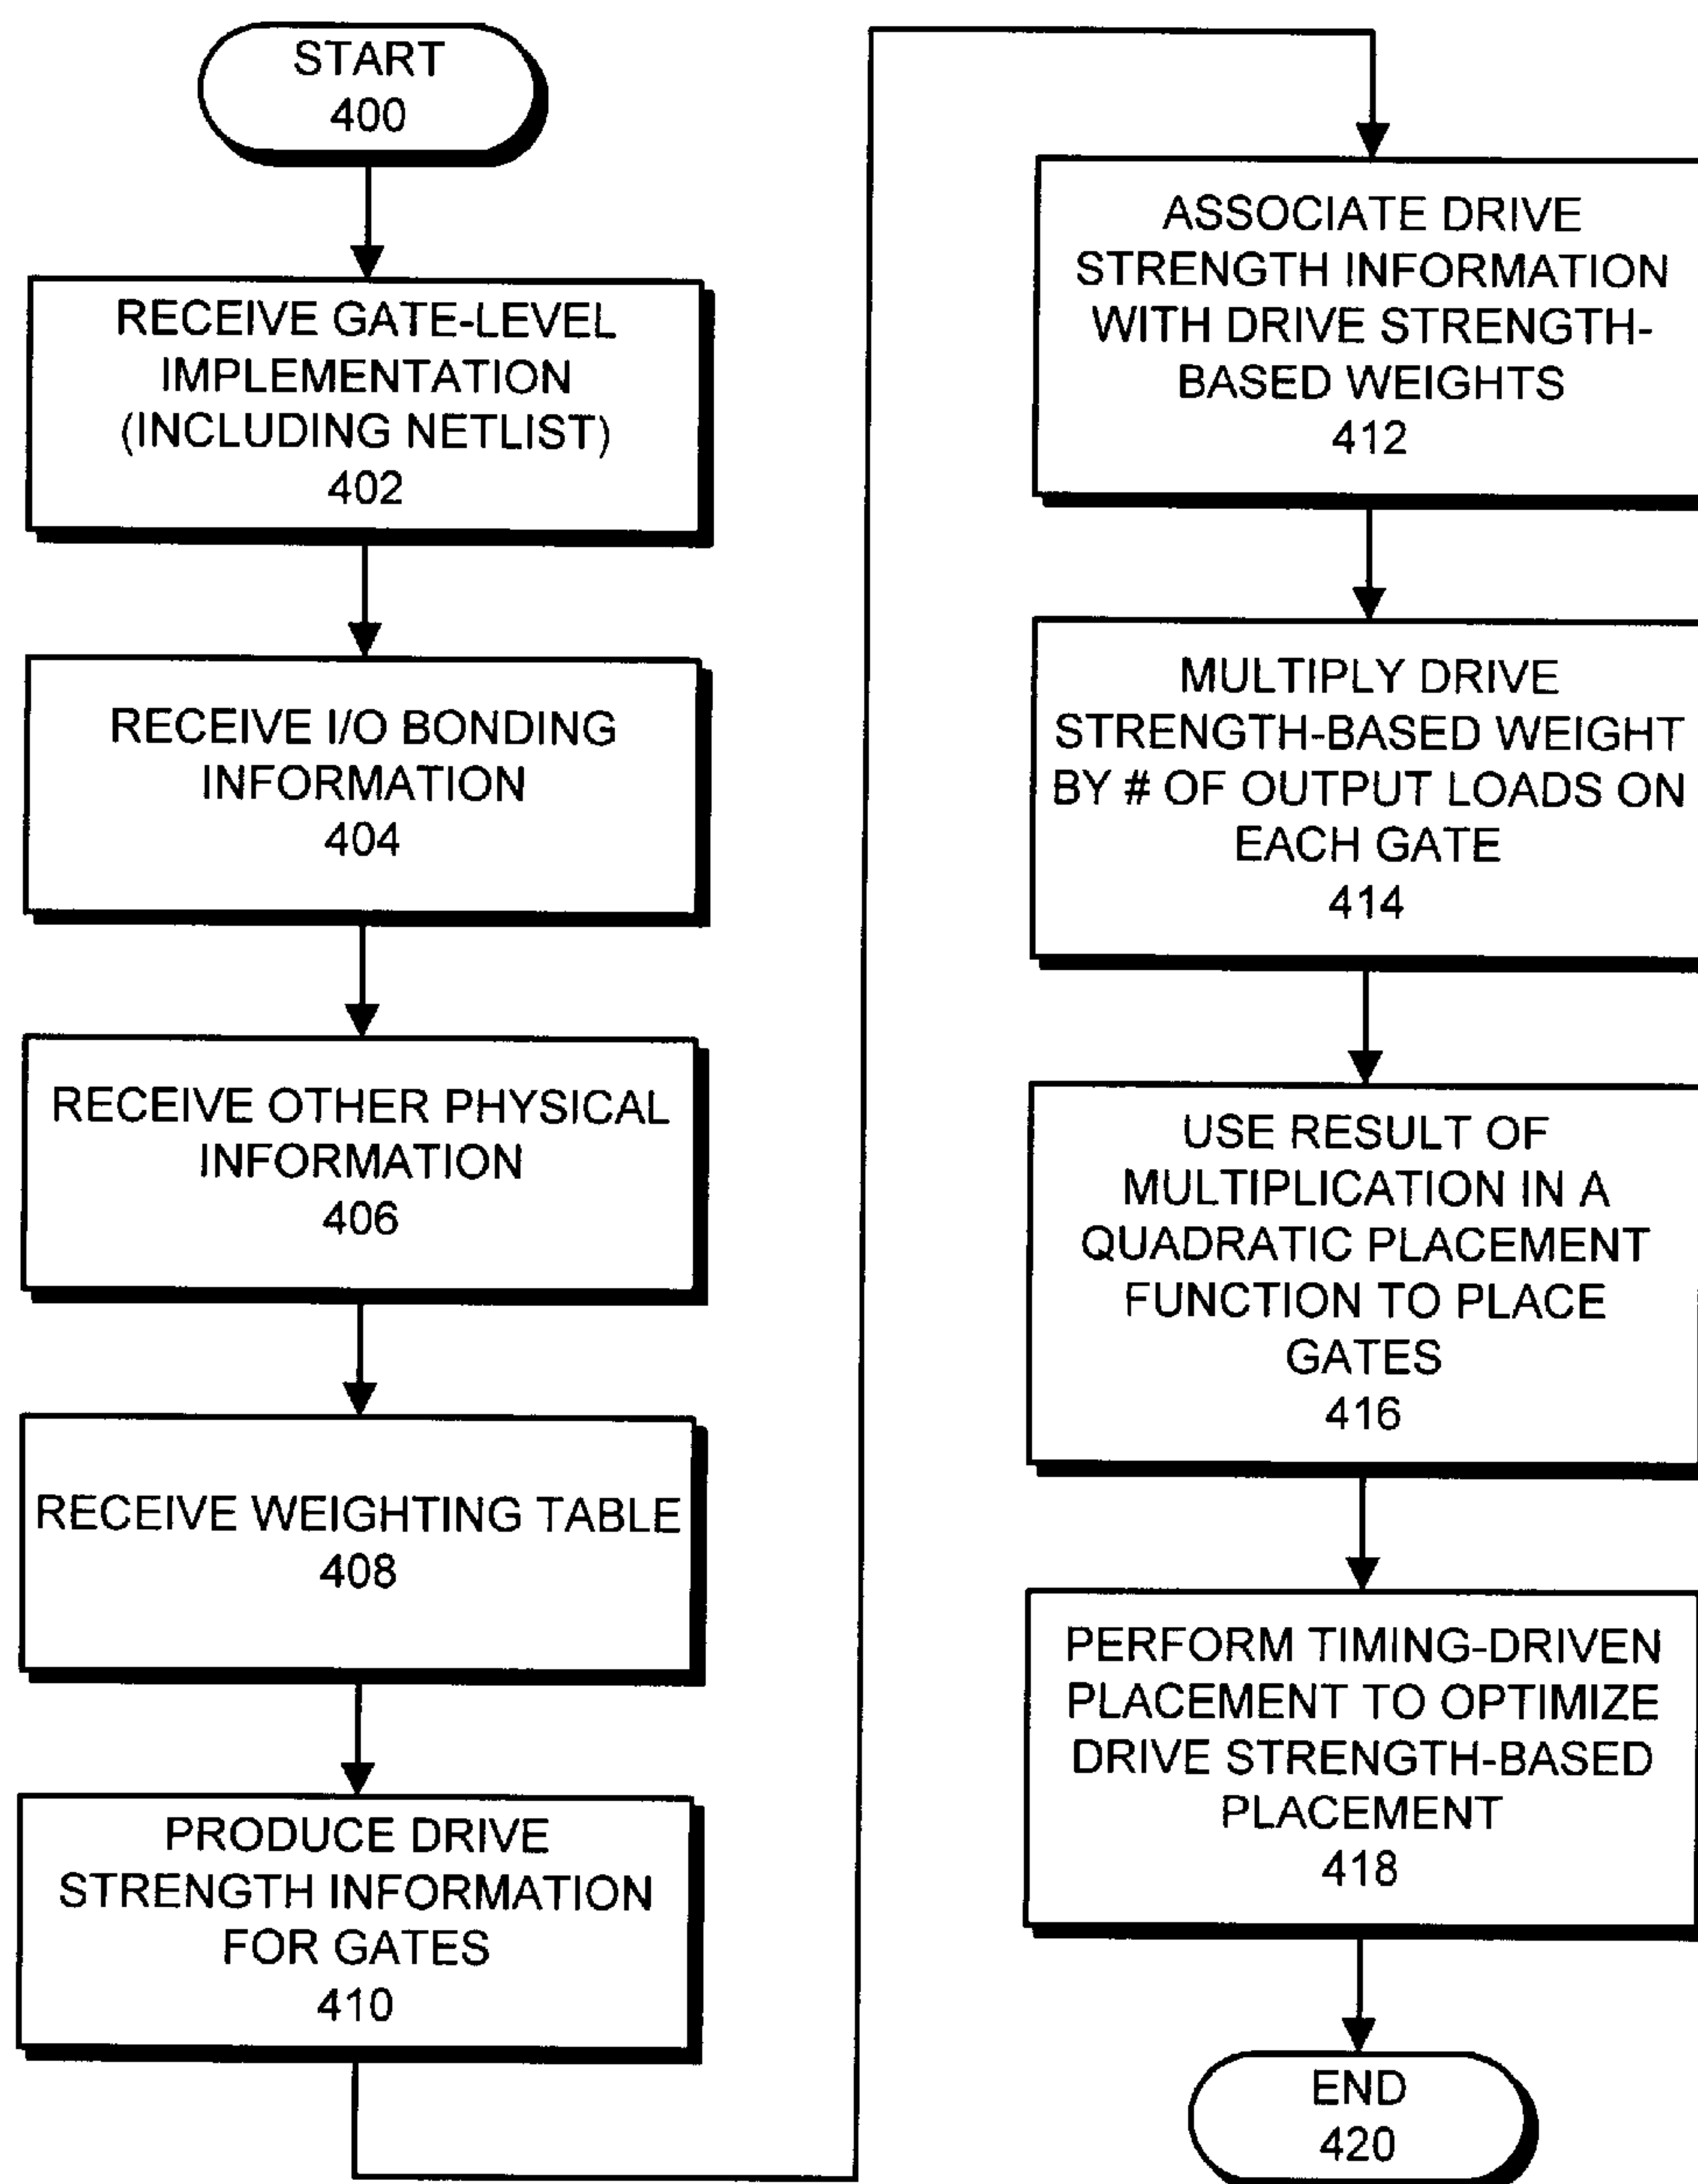 START
400
RECEIVE GATE-LEVEL
IMPLEMENTATION
(INCLUDING NETLIST)
402
RECEIVE I/O BONDING
INFORMATION
404
RECEIVE OTHER PHYSICAL
INFORMATION
406
RECEIVE WEIGHTING TABLE
408
PRODUCE DRIVE
STRENGTH INFORMATION
FOR GATES
410
ASSOCIATE DRIVE
STRENGTH INFORMATION
WITH DRIVE STRENGTH-
BASED WEIGHTS
412
MULTIPLY DRIVE
STRENGTH-BASED WEIGHT
BY # OF OUTPUT LOADS ON
EACH GATE
414
USE RESULT OF
MULTIPLICATION IN A
QUADRATIC PLACEMENT
FUNCTION TO PLACE
GATES
416
PERFORM TIMING-DRIVEN
PLACEMENT TO OPTIMIZE
DRIVE STRENGTH-BASED
PLACEMENT
418
END
420